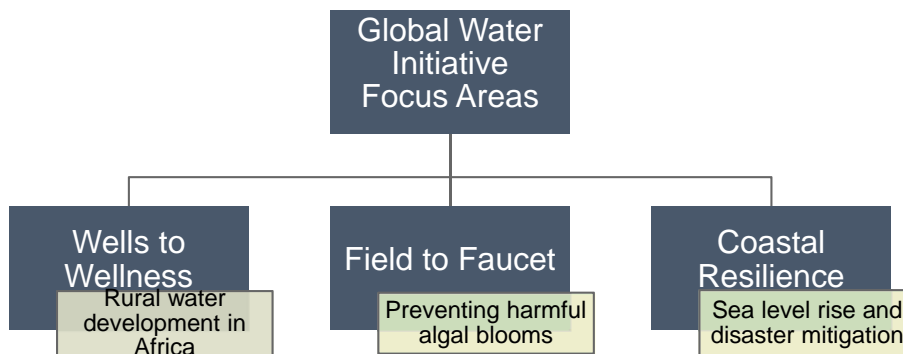 Global Water
Initiative
Focus Areas
Wells to
Wellness
Rural water
development in
Africa
Field to Faucet
Preventing harmful
algal blooms
Coastal
Resilience
Sea level rise and
disaster mitigation